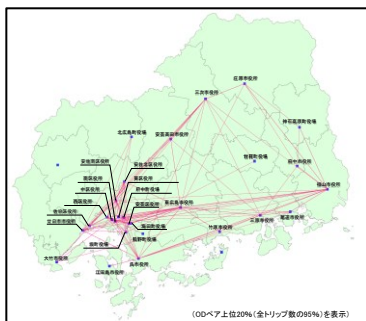 庄原市役所
三次市役所
神石高原町役場
北広島町役場
安芸高田市役所
世羅町役場
府中市役所
福山市役所
安佐南区役所
安佐北区役所
西区役所
東区役所
中区役所
府中町役場
南区役所
安芸区役所
佐伯区役所
海田町役場
廿日市市役所
坂町役場
熊野町役場
東広島市役所
竹原市役所
三原市役所
尾道市役所
大竹市役所
江田島市役所
呉市役所
(ODペア上位20%(全トリップ数の95%)を表示)